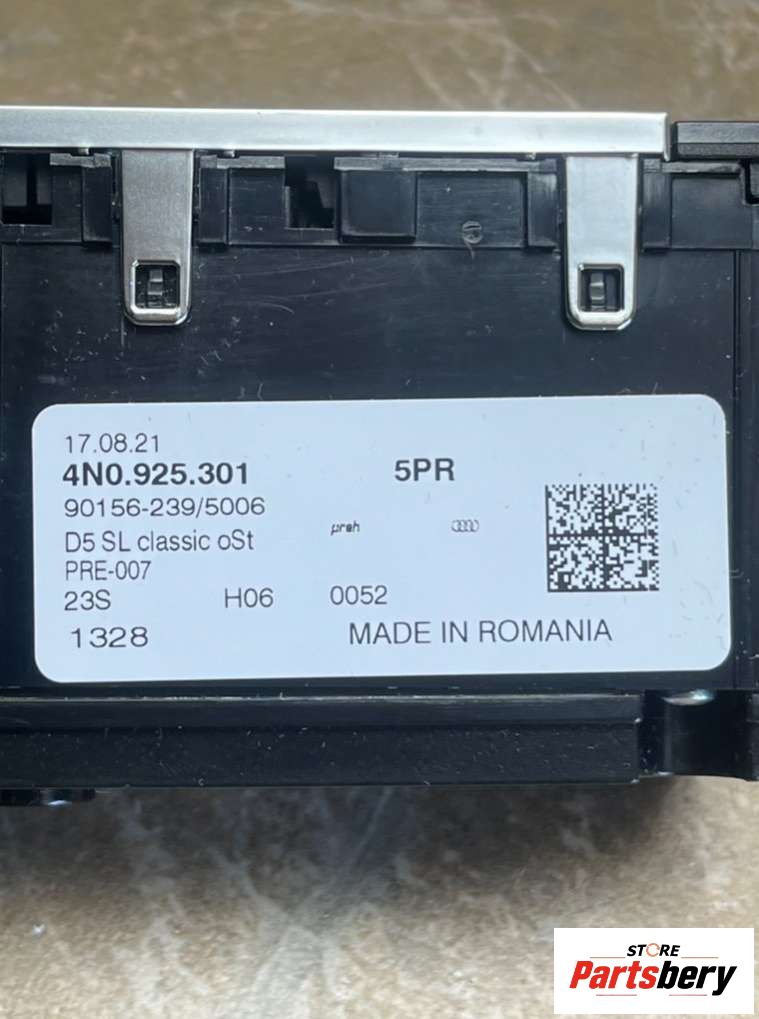 17.08.21
4N0.925.301 5PR
90156-239/5006
preh
D5 SL classic oSt
PRE-007
23S H06 0052
1328 MADE IN ROMANIA
STORE
Partsbery